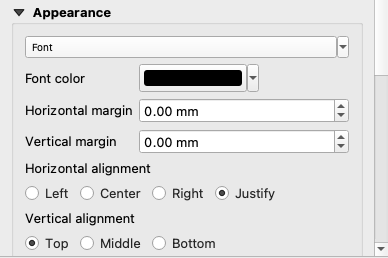 Appearance
Font
Font color
Horizontal margin 0.00 mm
Vertical margin 0.00 mm
Horizontal alignment
Left Center Right Justify
Vertical alignment
Top Middle Bottom